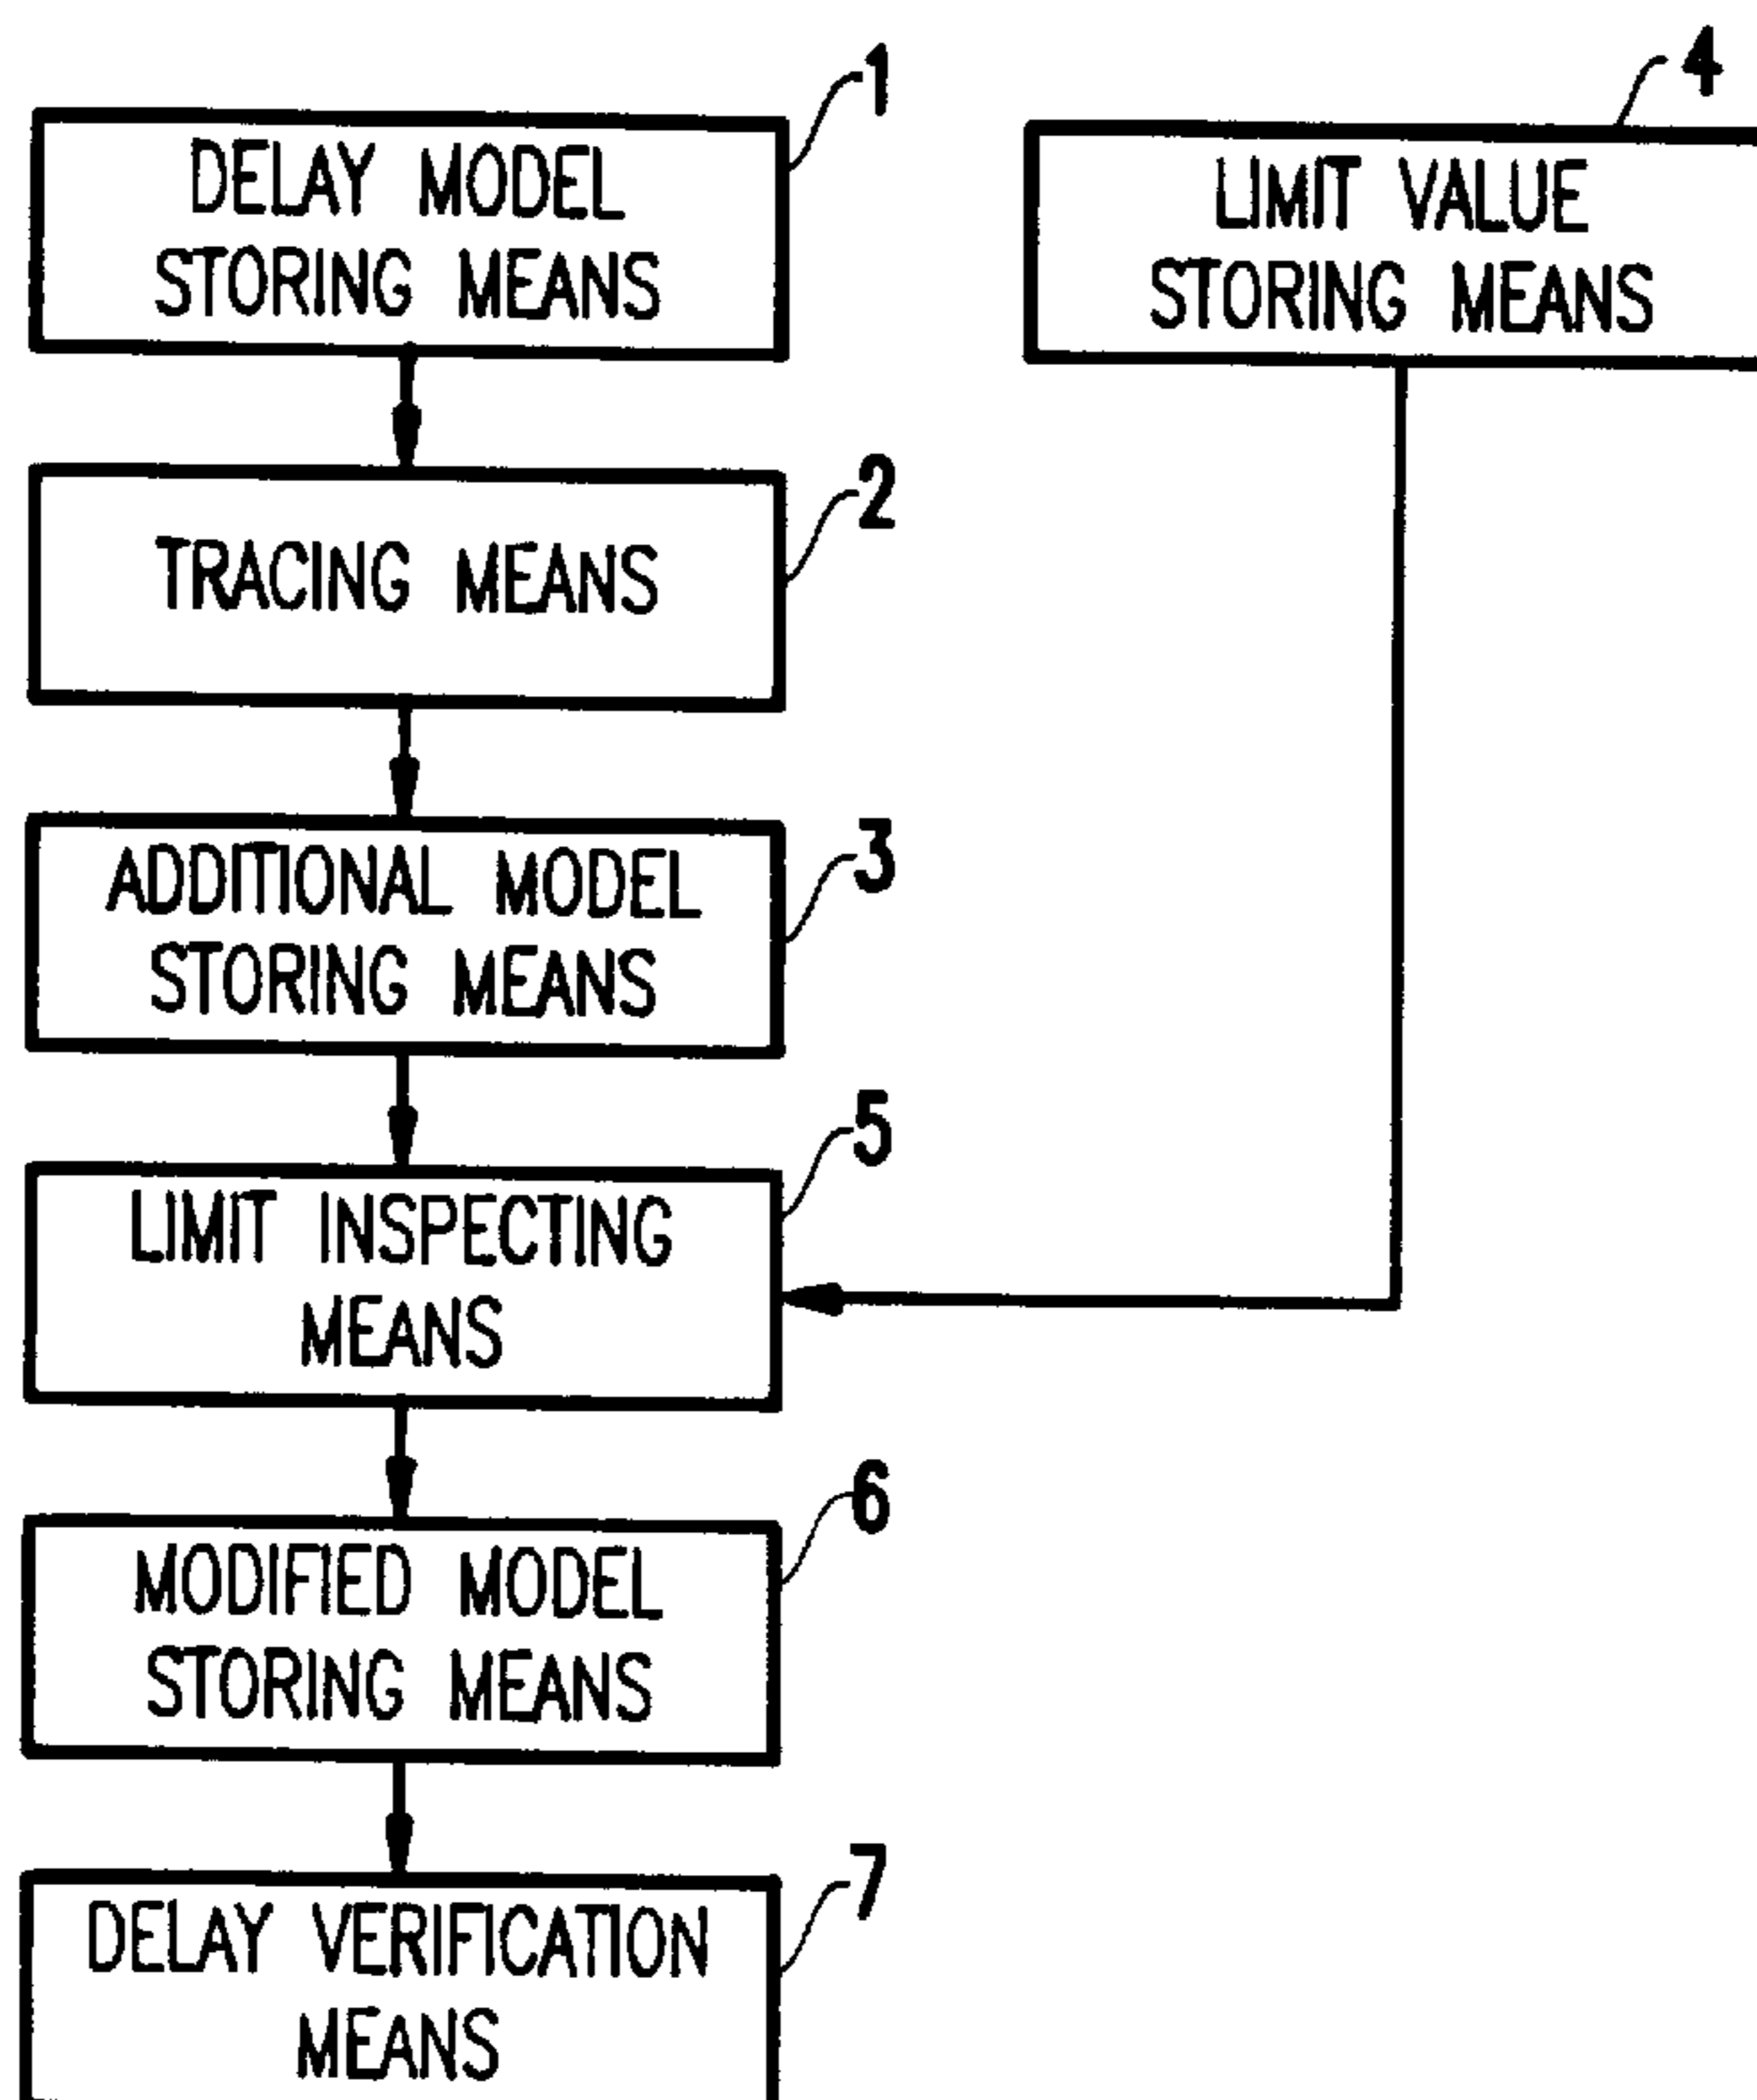 1
DELAY MODEL
STORING MEANS
4
LIMIT VALUE
STORING MEANS
2
TRACING MEANS
3
ADDITIONAL MODEL
STORING MEANS
5
LIMIT INSPECTING
MEANS
6
MODIFIED MODEL
STORING MEANS
7
DELAY VERIFICATION
MEANS